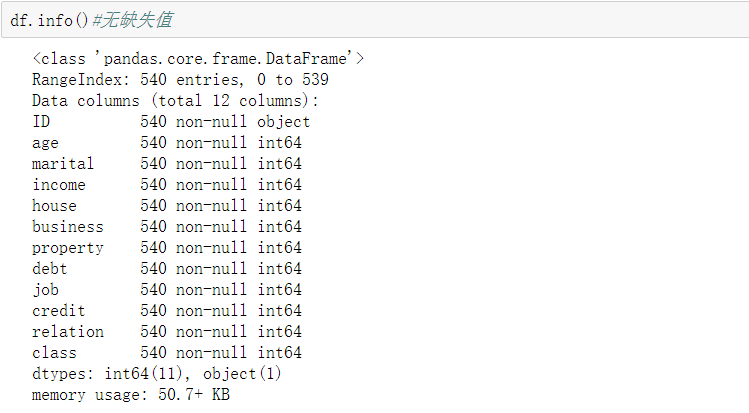 df.info()#无缺失值
<class 'pandas.core.frame.DataFrame'>
RangeIndex: 540 entries, 0 to 539
Data columns (total 12 columns):
ID          540 non-null object
age         540 non-null int64
marital     540 non-null int64
income      540 non-null int64
house       540 non-null int64
business    540 non-null int64
property    540 non-null int64
debt        540 non-null int64
job         540 non-null int64
credit      540 non-null int64
relation    540 non-null int64
class       540 non-null int64
dtypes: int64(11), object(1)
memory usage: 50.7+ KB